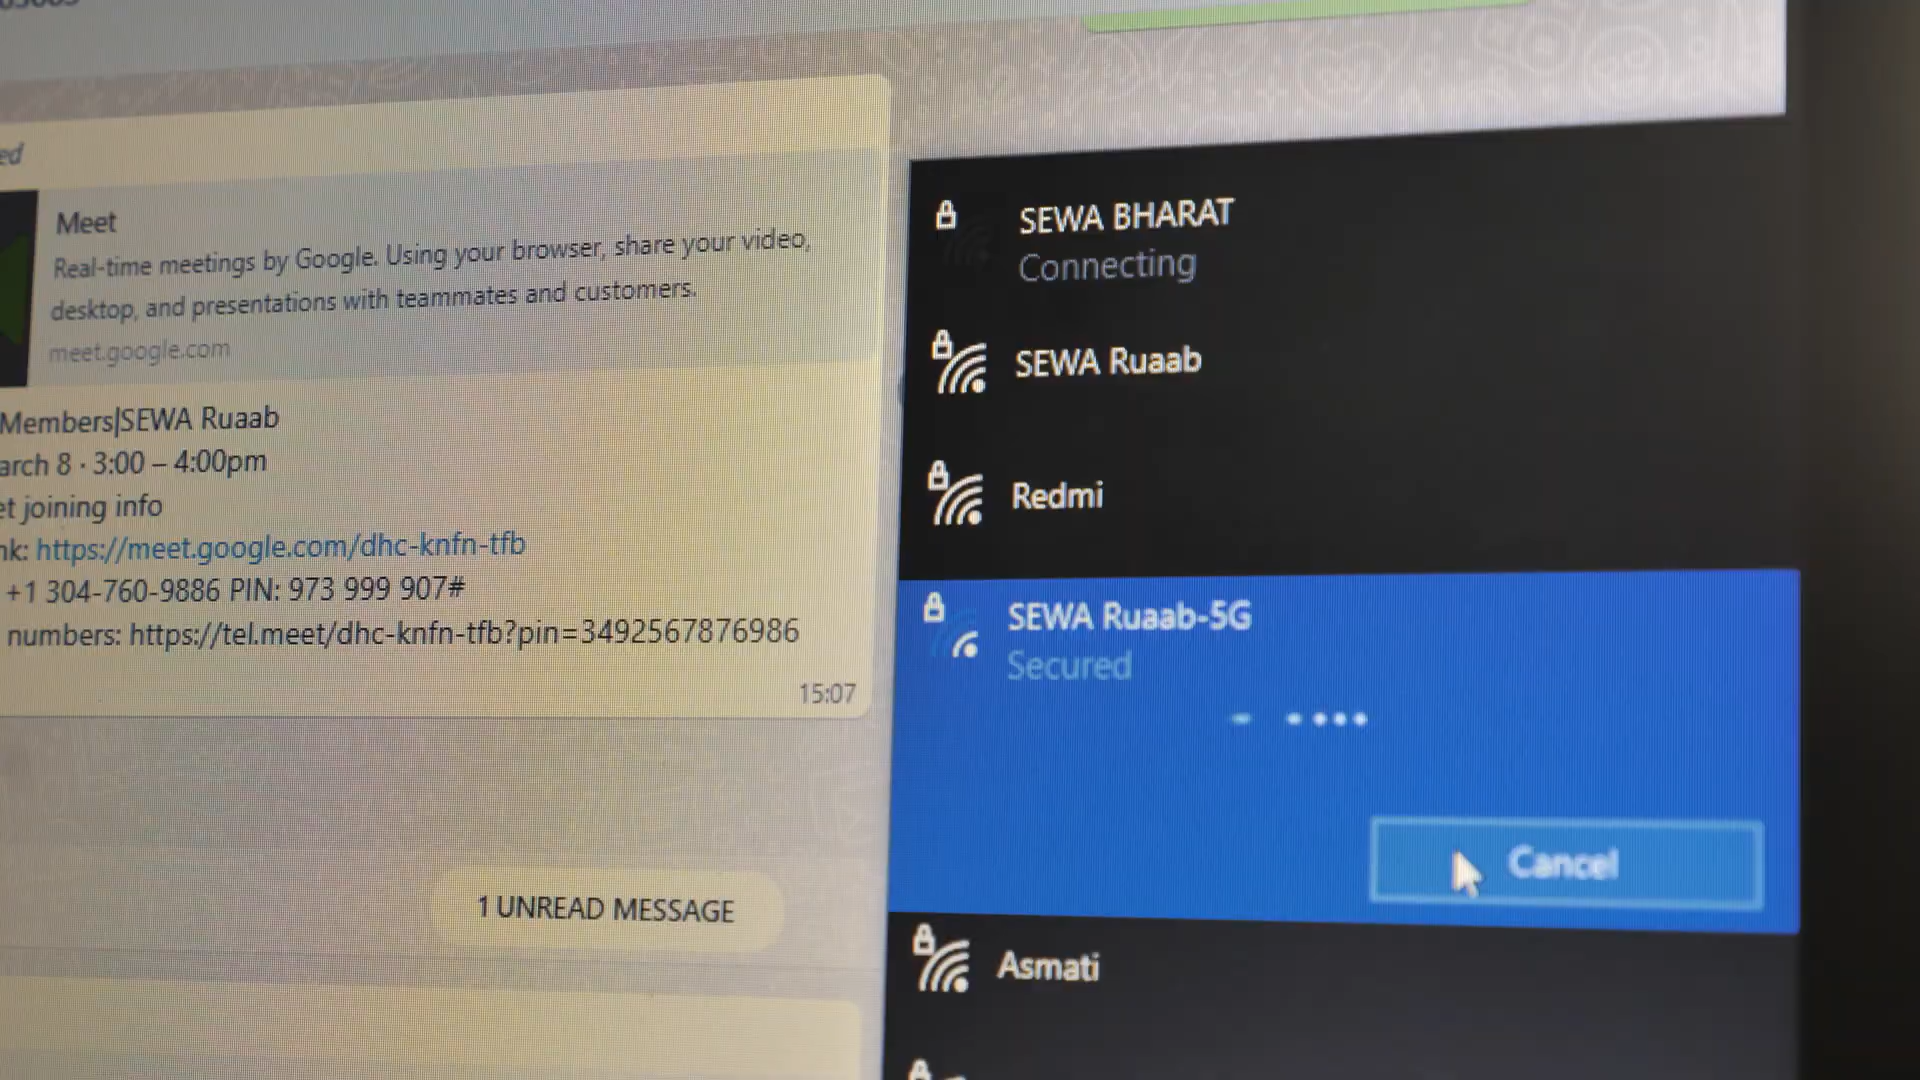 ed
Meet
Real-time meetings by Google. Using your browser, share your video,
desktop, and presentations with teammates and customers.
meet.google.com
Members|SEWA Ruaab
arch 8 · 3:00 – 4:00pm
et joining info
nk: https://meet.google.com/dhc-knfn-tfb
+1 304-760-9886 PIN: 973 999 907#
numbers: https://tel.meet/dhc-knfn-tfb?pin=3492567876986
15:07
1 UNREAD MESSAGE
SEWA BHARAT
Connecting
SEWA Ruaab
Redmi
SEWA Ruaab-5G
Secured
Cancel
Asmati